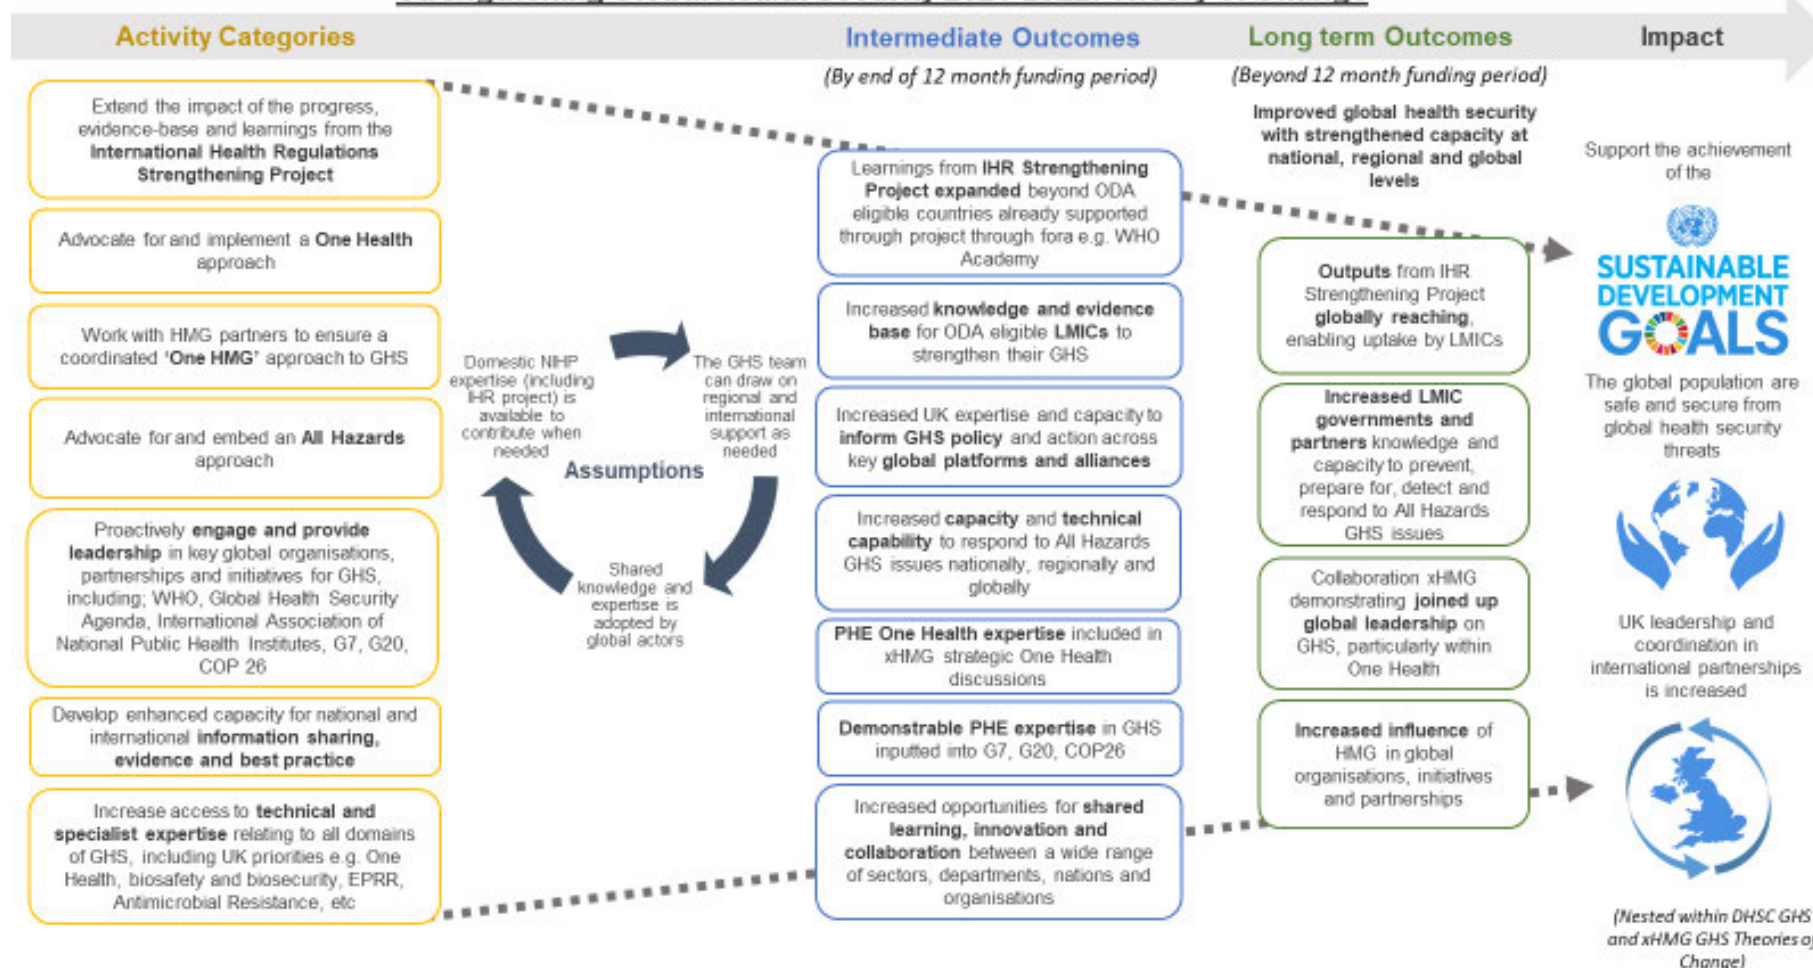 Activity Categories
Extend the impact of the progress,
evidence-base and learnings from the
International Health Regulations
Strengthening Project
Advocate for and implement a One Health
approach
Work with HMG partners to ensure a
coordinated 'One HMG' approach to GHS
Advocate for and embed an All Hazards
approach
Proactively engage and provide
leadership in key global organisations,
partnerships and initiatives for GHS,
including; WHO, Global Health Security
Agenda, International Association of
National Public Health Institutes, G7, G20,
COP 26
Develop enhanced capacity for national and
international information sharing,
evidence and best practice
Increase access to technical and
specialist expertise relating to all domains
of GHS, including UK priorities e.g. One
Health, biosafety and biosecurity, EPRR,
Antimicrobial Resistance, etc
Domestic NIHP
expertise (including
IHR project) is
available to
contribute when
needed
The GHS team
can draw on
regional and
international
support as
needed
Assumptions
Shared
knowledge and
expertise is
adopted by
global actors
Intermediate Outcomes
(By end of 12 month funding period)
Learnings from IHR Strengthening
Project expanded beyond ODA
eligible countries already supported
through project through fora e.g. WHO
Academy
Increased knowledge and evidence
base for ODA eligible LMICs to
strengthen their GHS
Increased UK expertise and capacity to
inform GHS policy and action across
key global platforms and alliances
Increased capacity and technical
capability to respond to All Hazards
GHS issues nationally, regionally and
globally
PHE One Health expertise included in
xHMG strategic One Health
discussions
Demonstrable PHE expertise in GHS
inputted into G7, G20, COP26
Increased opportunities for shared
learning, innovation and
collaboration between a wide range
of sectors, departments, nations and
organisations
Long term Outcomes
(Beyond 12 month funding period)
Improved global health security
with strengthened capacity at
national, regional and global
levels
Outputs from IHR
Strengthening Project
globally reaching,
enabling uptake by LMICs
Increased LMIC
governments and
partners knowledge and
capacity to prevent,
prepare for, detect and
respond to All Hazards
GHS issues
Collaboration xHMG
demonstrating joined up
global leadership on
GHS, particularly within
One Health
Increased influence of
HMG in global
organisations, initiatives
and partnerships
Impact
Support the achievement
of the
SUSTAINABLE
DEVELOPMENT
GOALS
The global population are
safe and secure from
global health security
threats
UK leadership and
coordination in
international partnerships
is increased
(Nested within DHSC GHS
and xHMG GHS Theories of
Change)